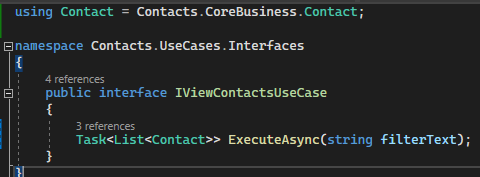 using Contact = Contacts.CoreBusiness.Contact;
namespace Contacts.UseCases.Interfaces
{
4 references
public interface IViewContactsUseCase
{
3 references
Task<List<Contact>> ExecuteAsync(string filterText);
}
}